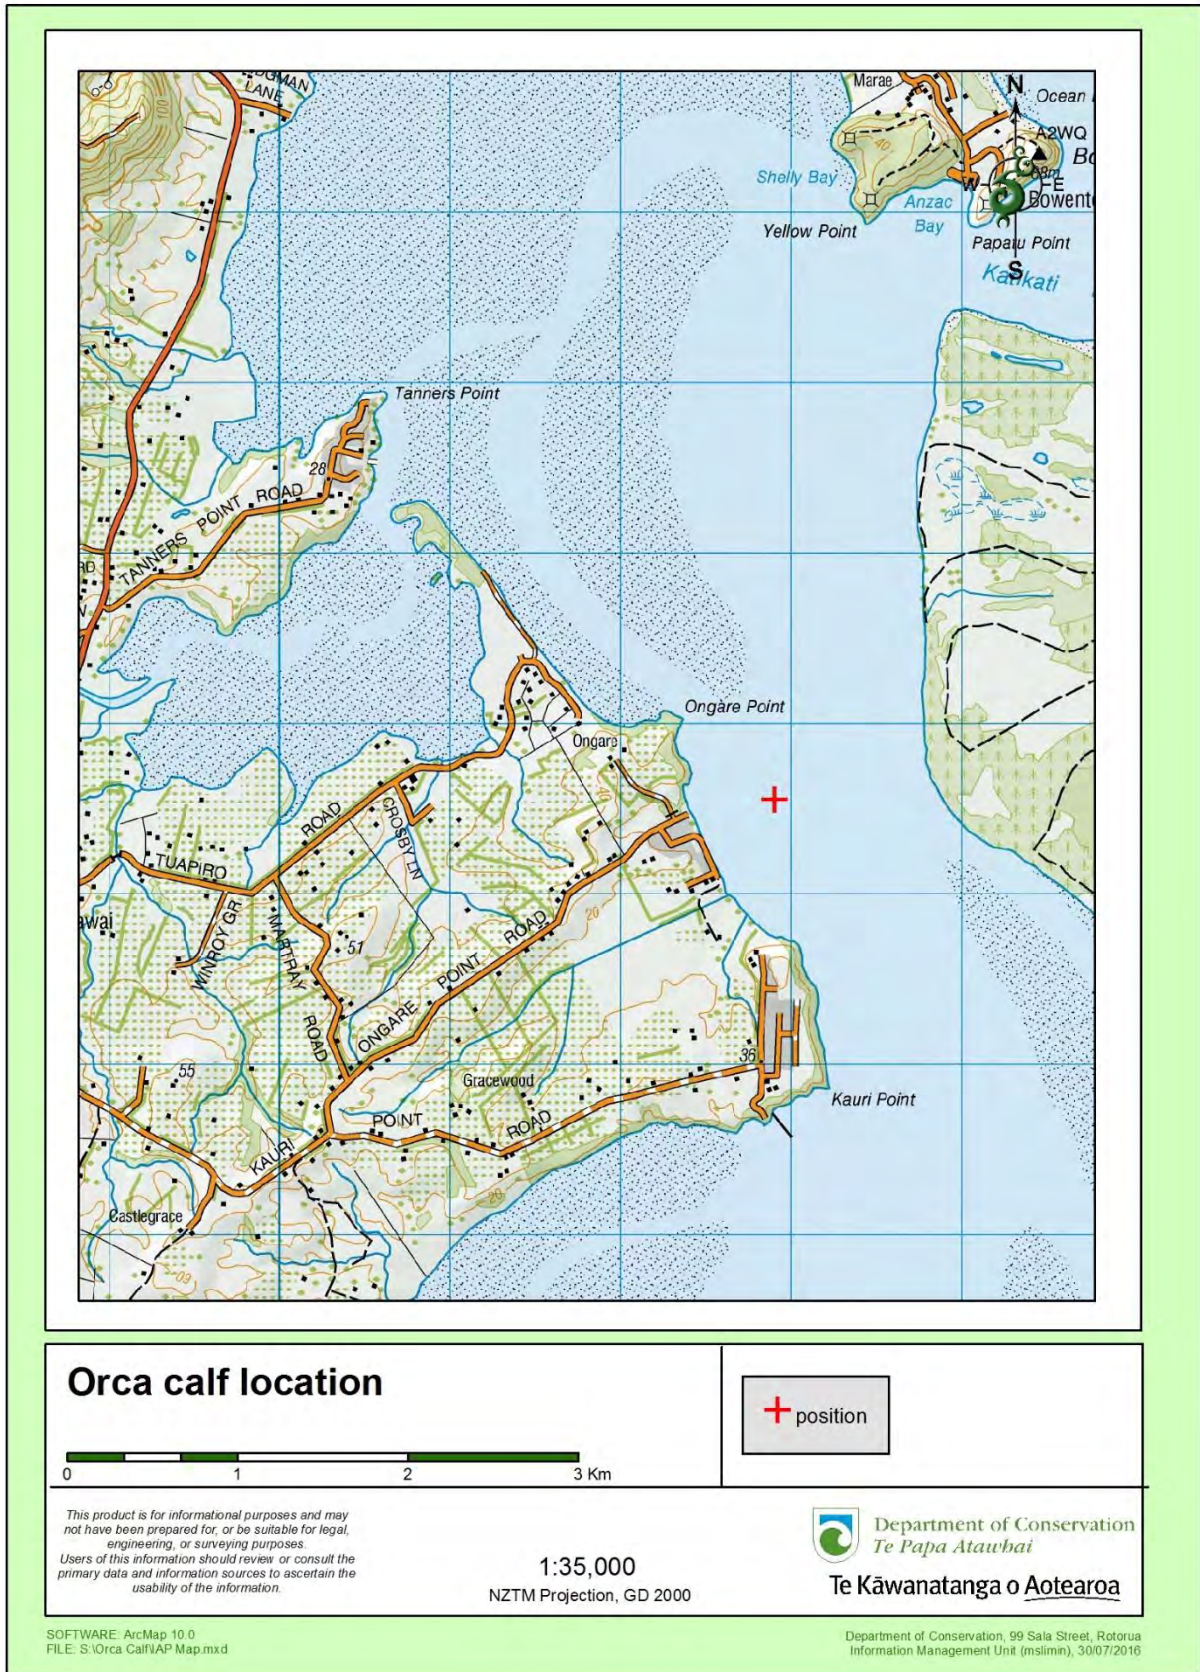 LANE
Marae
N
Ocean
A2WQ
Shelly Bay
W
E
Anzac
Bay
Yellow Point
Papatu Point
S
Katikati
Tanners Point
28
TANNERS POINT ROAD
RD
Ongare Point
Ongare
40
40
100
TUAPIRO ROAD
CROSBY LN
WINROY GR
MARTRAY ROAD
51
ONGARE POINT ROAD
20
36
55
Gracewood
Kauri Point
KAURI POINT ROAD
20
Castlegrace
Orca calf location
0 1 2 3 Km
position
This product is for informational purposes and may
not have been prepared for, or be suitable for legal,
engineering, or surveying purposes.
Users of this information should review or consult the
primary data and information sources to ascertain the
usability of the information.
1:35,000
NZTM Projection, GD 2000
Department of Conservation
Te Papa Atawhai
Te Kāwanatanga o Aotearoa
SOFTWARE: ArcMap 10.0
FILE: S:\Orca Calf\IAP Map.mxd
Department of Conservation, 99 Sala Street, Rotorua
Information Management Unit (mslimin), 30/07/2016